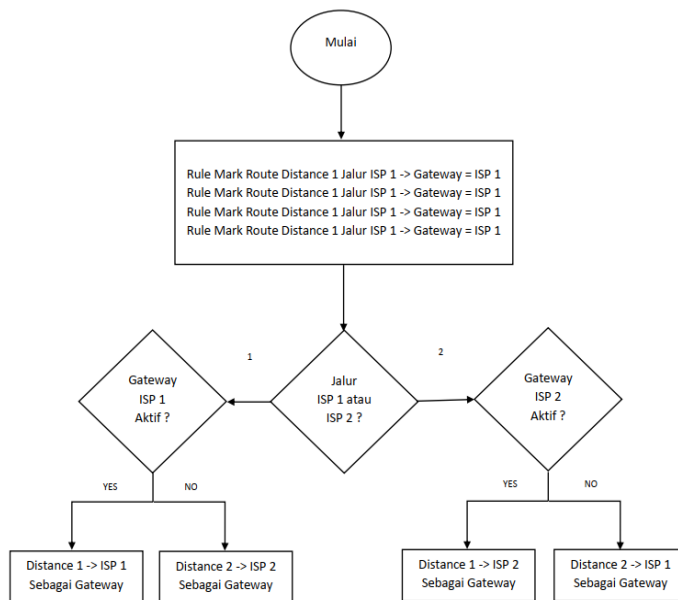 Mulai
Rule Mark Route Distance 1 Jalur ISP 1 -> Gateway = ISP 1
Rule Mark Route Distance 1 Jalur ISP 1 -> Gateway = ISP 1
Rule Mark Route Distance 1 Jalur ISP 1 -> Gateway = ISP 1
Rule Mark Route Distance 1 Jalur ISP 1 -> Gateway = ISP 1
1
2
Gateway
ISP 1
Aktif ?
Jalur
ISP 1 atau
ISP 2 ?
Gateway
ISP 2
Aktif ?
YES
NO
YES
NO
Distance 1 -> ISP 1
Sebagai Gateway
Distance 2 -> ISP 2
Sebagai Gateway
Distance 1 -> ISP 2
Sebagai Gateway
Distance 2 -> ISP 1
Sebagai Gateway